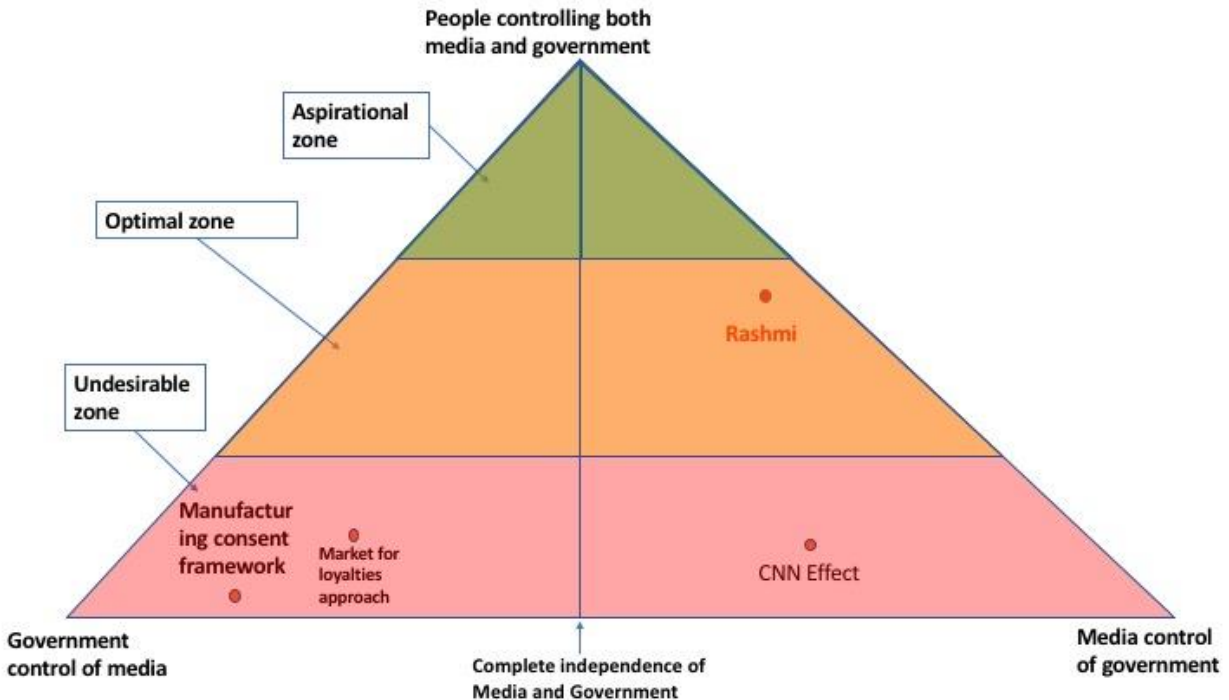 People controlling both
media and government
Aspirational
zone
Optimal zone
Rashmi
Undesirable
zone
Manufactur
ing consent
framework
Market for
loyalties
approach
CNN Effect
Government
control of media
Complete independence of
Media and Government
Media control
of government